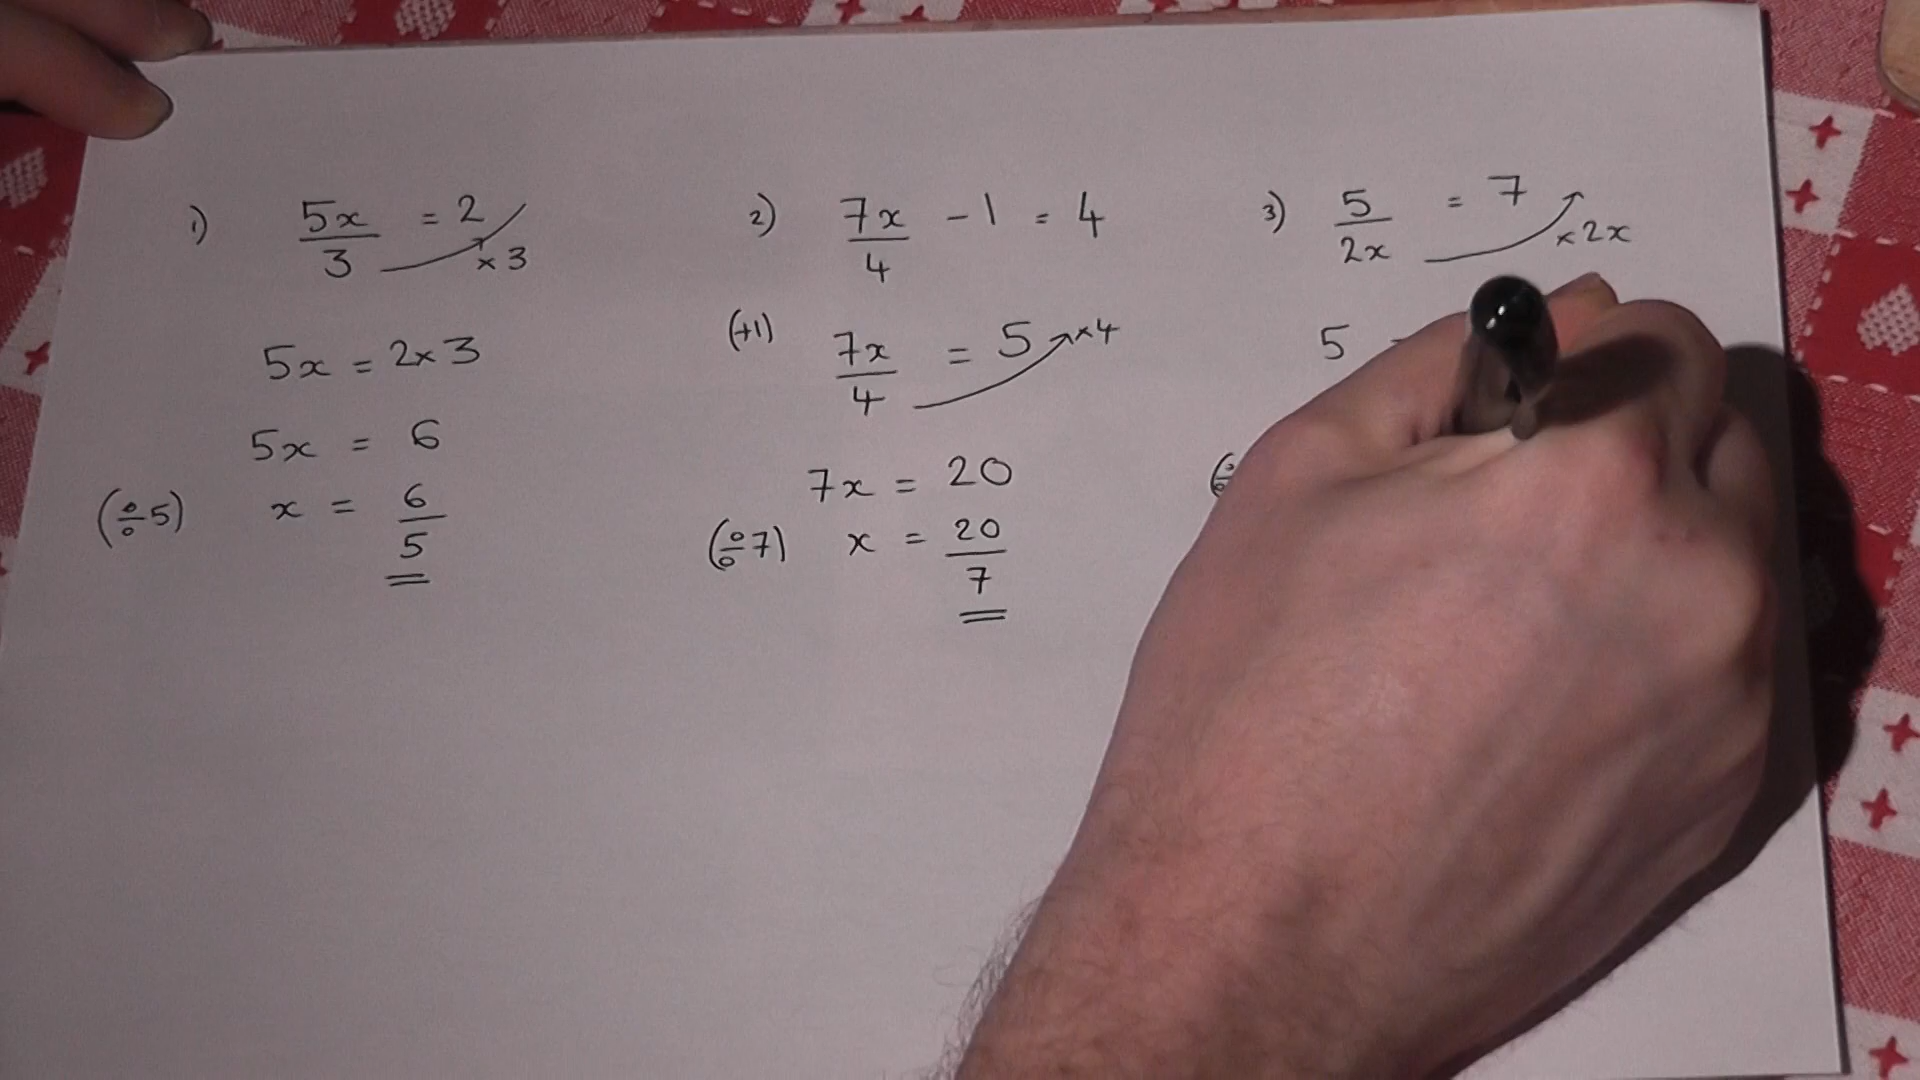 1) 5x/3 = 2
× 3
5x = 2 × 3
5x = 6
(÷5) x = 6/5
2) 7x/4 - 1 = 4
(+1) 7x/4 = 5 ×4
7x = 20
(÷7) x = 20/7
3) 5/2x = 7
×2x
5
(÷